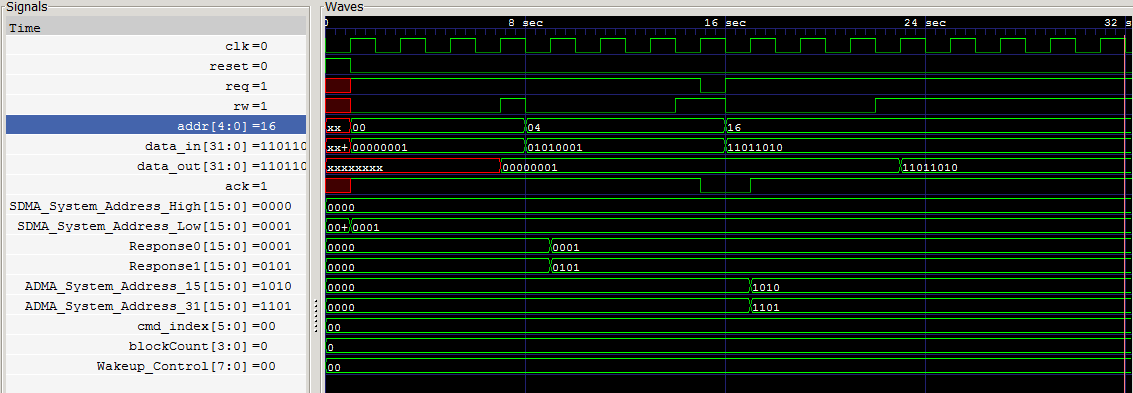 Signals
Waves
Time
0 8 sec 16 sec 24 sec 32 s
clk=0
reset=0
req=1
rw=1
addr[4:0]=16
xx 00 04 16
data_in[31:0]=110110
xx+ 00000001 01010001 11011010
data_out[31:0]=110110
xxxxxxxx 00000001 11011010
ack=1
SDMA_System_Address_High[15:0]=0000
0000
SDMA_System_Address_Low[15:0]=0001
00+ 0001
Response0[15:0]=0001
0000 0001
Response1[15:0]=0101
0000 0101
ADMA_System_Address_15[15:0]=1010
0000 1010
ADMA_System_Address_31[15:0]=1101
0000 1101
cmd_index[5:0]=00
00
blockCount[3:0]=0
0
Wakeup_Control[7:0]=00
00